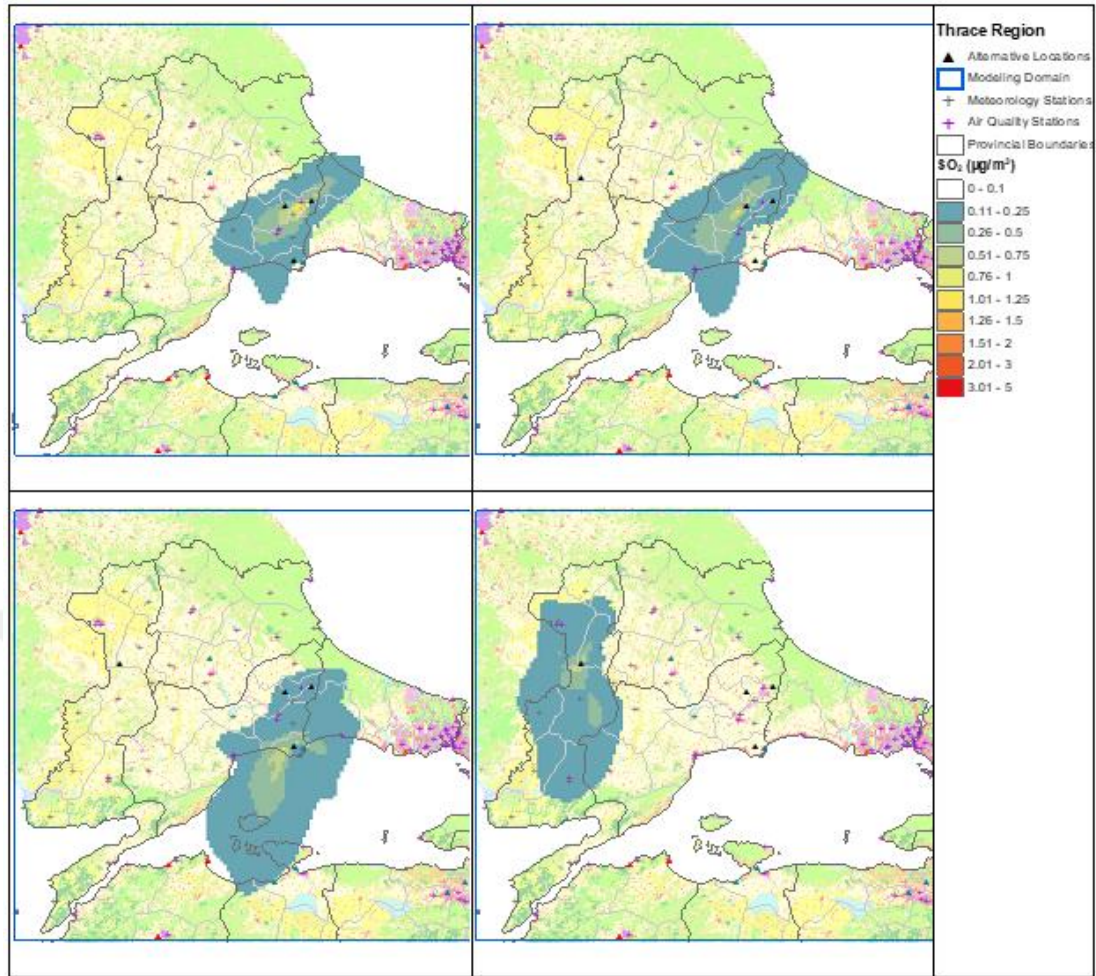 Thrace Region
Alternative Locations
Modeling Domain
Meteorology Stations
Air Quality Stations
Provincial Boundaries
SO₂ (µg/m³)
0 - 0.1
0.11 - 0.25
0.26 - 0.5
0.51 - 0.75
0.76 - 1
1.01 - 1.25
1.26 - 1.5
1.51 - 2
2.01 - 3
3.01 - 5